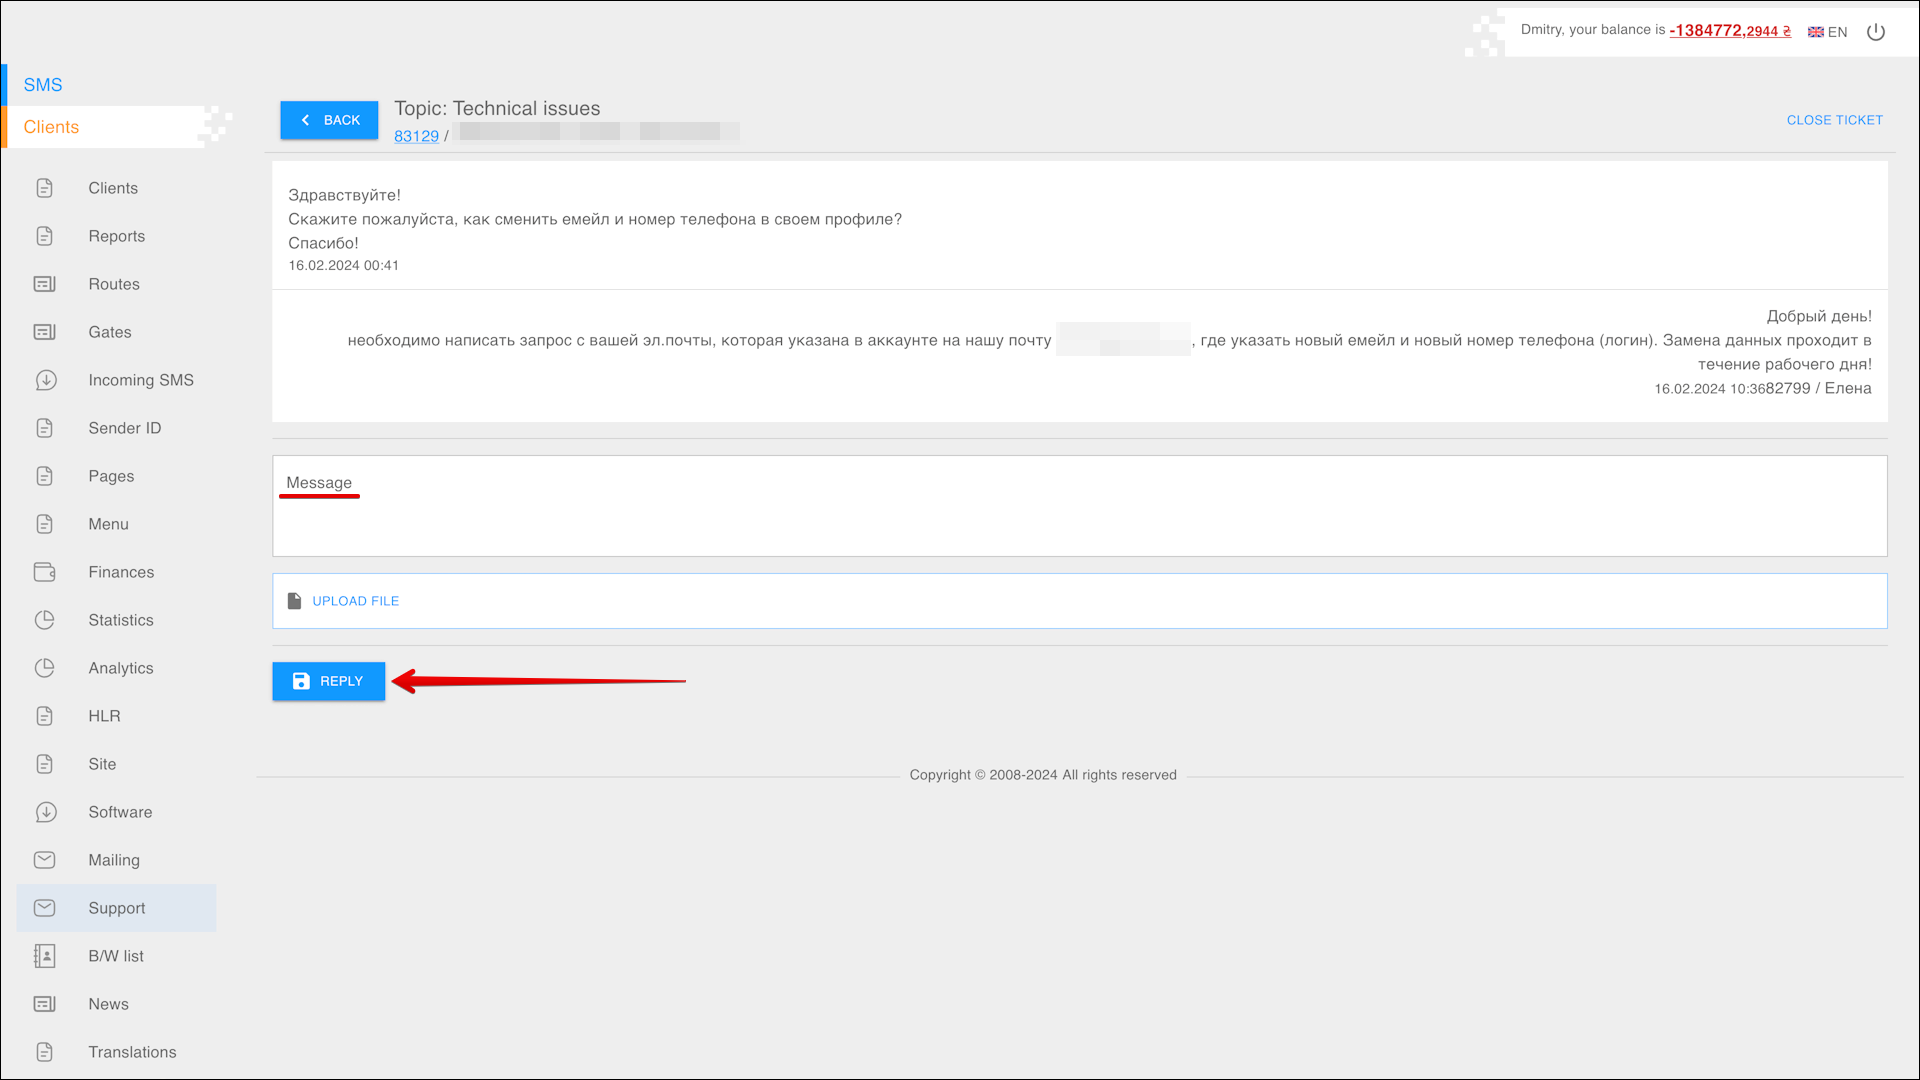 Dmitry, your balance is -1384772,2944 ₴ EN
SMS
Clients
BACK
Topic: Technical issues
83129 /
CLOSE TICKET
Clients
Reports
Routes
Gates
Incoming SMS
Sender ID
Pages
Menu
Finances
Statistics
Analytics
HLR
Site
Software
Mailing
Support
B/W list
News
Translations
Здравствуйте!
Скажите пожалуйста, как сменить емейл и номер телефона в своем профиле?
Спасибо!
16.02.2024 00:41
Добрый день!
необходимо написать запрос с вашей эл.почты, которая указана в аккаунте на нашу почту , где указать новый емейл и новый номер телефона (логин). Замена данных проходит в
течение рабочего дня!
16.02.2024 10:3682799 / Елена
Message
UPLOAD FILE
REPLY
Copyright © 2008-2024 All rights reserved